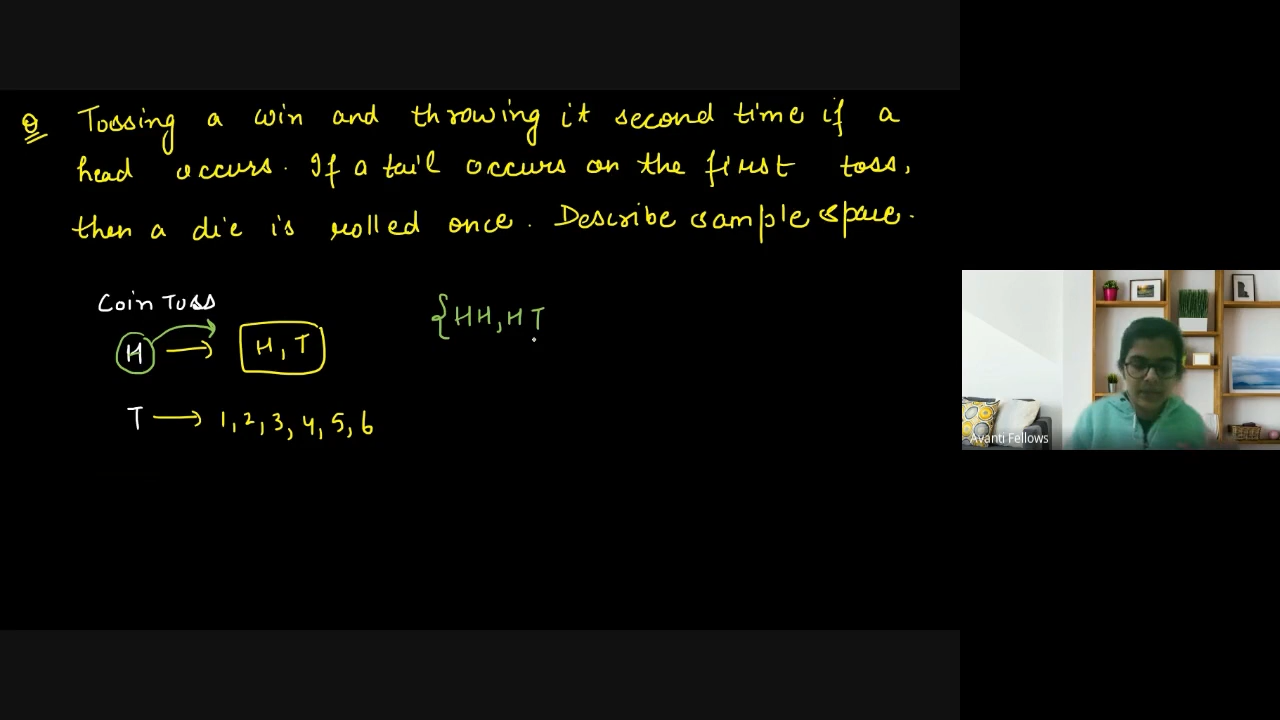 Q Tossing a coin and throwing it second time if a
head occurs. If a tail occurs on the first toss,
then a die is rolled once. Describe sample space.
Coin Toss
H → H, T
{HH, HT
T → 1, 2, 3, 4, 5, 6
Avanti Fellows